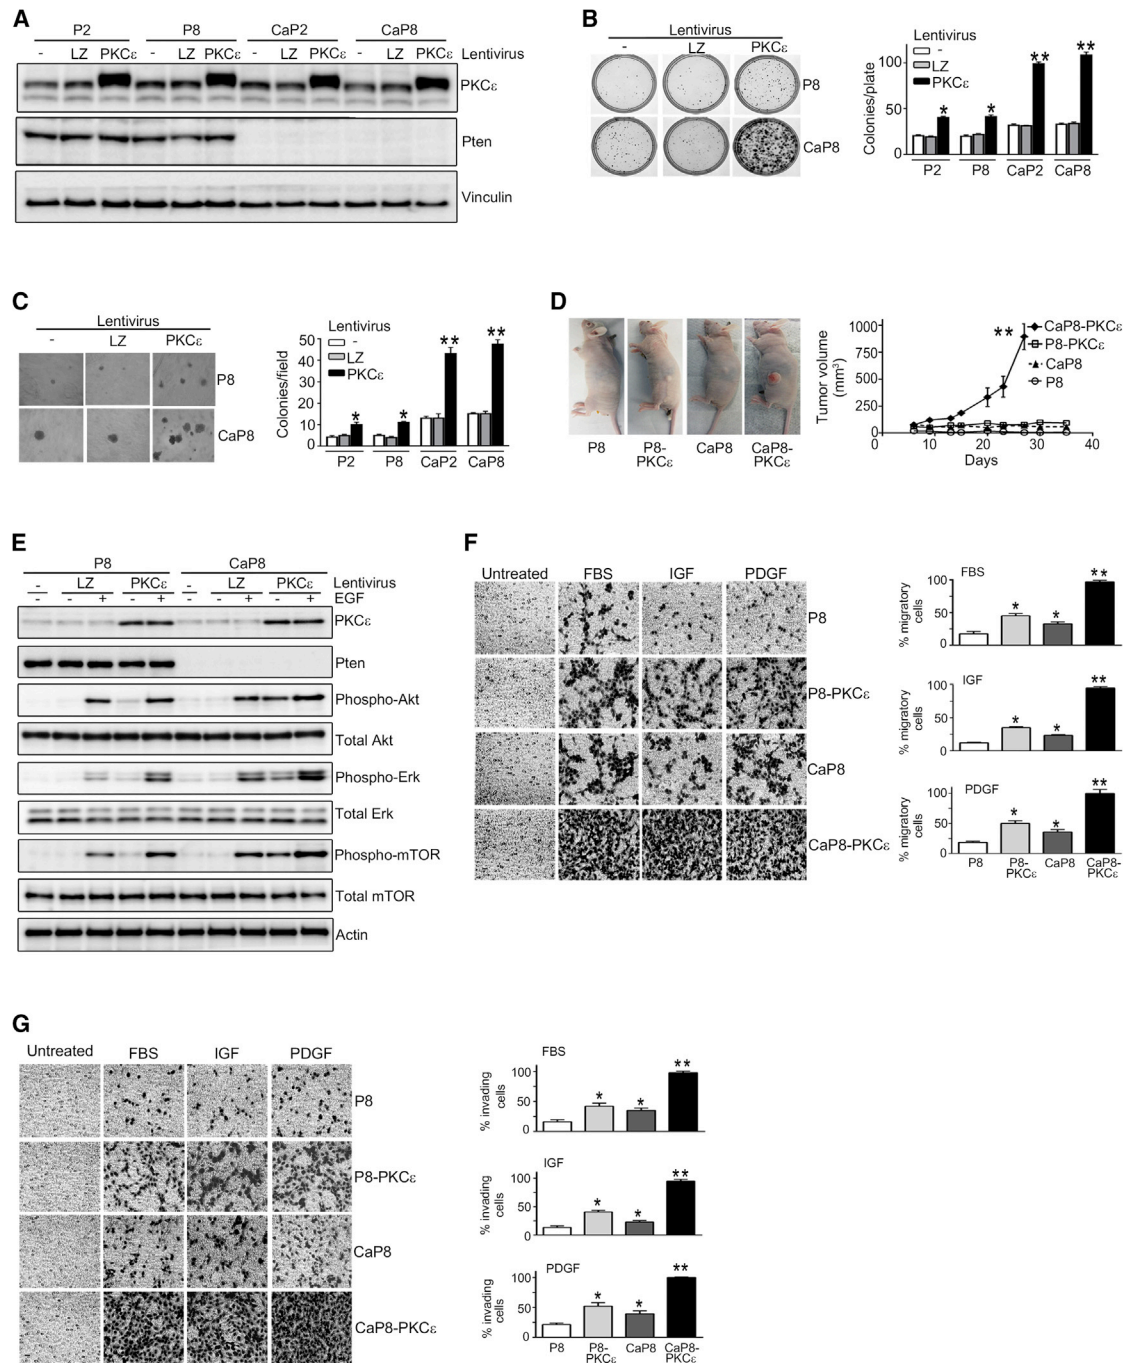 A
P2 P8 CaP2 CaP8
- LZ PKCε - LZ PKCε - LZ PKCε - LZ PKCε Lentivirus
PKCε
Pten
Vinculin
B
Lentivirus
- LZ PKCε
P8
CaP8
Lentivirus
-
LZ
PKCε
Colonies/plate
100
50
0
* * ** **
P2 P8 CaP2 CaP8
C
Lentivirus
- LZ PKCε
P8
CaP8
Lentivirus
-
LZ
PKCε
Colonies/field
50
40
30
20
10
0
* * ** **
P2 P8 CaP2 CaP8
D
P8 P8-PKCε CaP8 CaP8-PKCε
Tumor volume
(mm³)
1000
750
500
250
0 10 20 30 40
Days
**
CaP8-PKCε
P8-PKCε
CaP8
P8
E
P8 CaP8
- LZ PKCε - LZ PKCε Lentivirus
- - + - + - - + - + EGF
PKCε
Pten
Phospho-Akt
Total Akt
Phospho-Erk
Total Erk
Phospho-mTOR
Total mTOR
Actin
F
Untreated FBS IGF PDGF
P8
P8-PKCε
CaP8
CaP8-PKCε
FBS
% migratory
cells
100
50
0
* * **
IGF
% migratory
cells
100
50
0
* * **
PDGF
% migratory
cells
100
50
0
* * **
P8 P8-PKCε CaP8 CaP8-PKCε
G
Untreated FBS IGF PDGF
P8
P8-PKCε
CaP8
CaP8-PKCε
FBS
% invading
cells
100
50
0
* * **
IGF
% invading
cells
100
50
0
* * **
PDGF
% invading
cells
100
50
0
* * **
P8 P8-PKCε CaP8 CaP8-PKCε